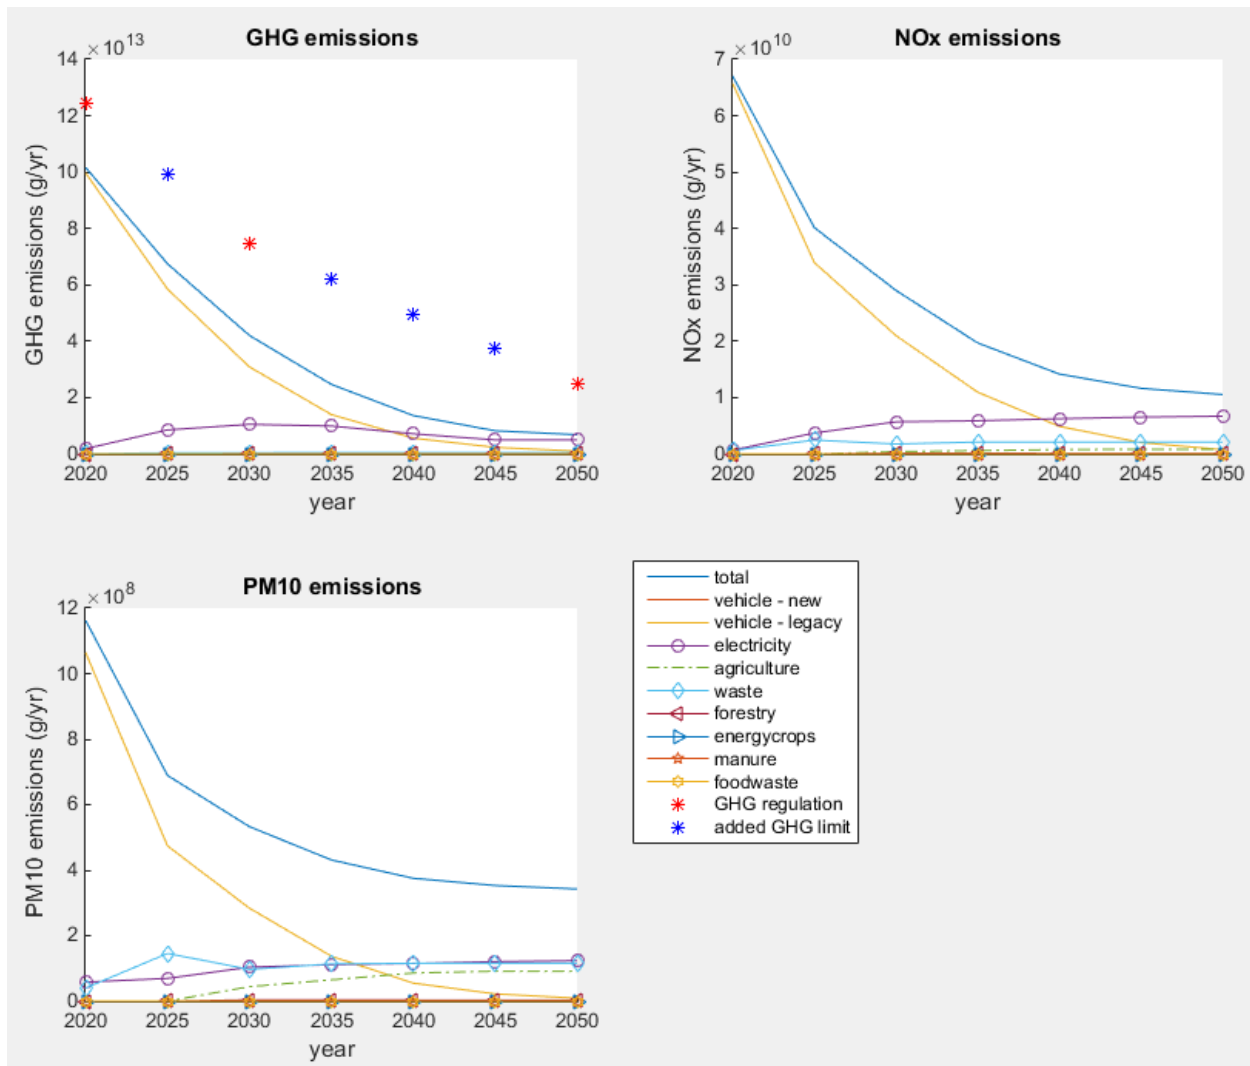 GHG emissions
×10^13
14
12
10
8
6
4
2
0
GHG emissions (g/yr)
2020 2025 2030 2035 2040 2045 2050
year
NOx emissions
×10^10
7
6
5
4
3
2
1
0
NOx emissions (g/yr)
2020 2025 2030 2035 2040 2045 2050
year
PM10 emissions
×10^8
12
10
8
6
4
2
0
PM10 emissions (g/yr)
2020 2025 2030 2035 2040 2045 2050
year
total
vehicle - new
vehicle - legacy
electricity
agriculture
waste
forestry
energycrops
manure
foodwaste
GHG regulation
added GHG limit